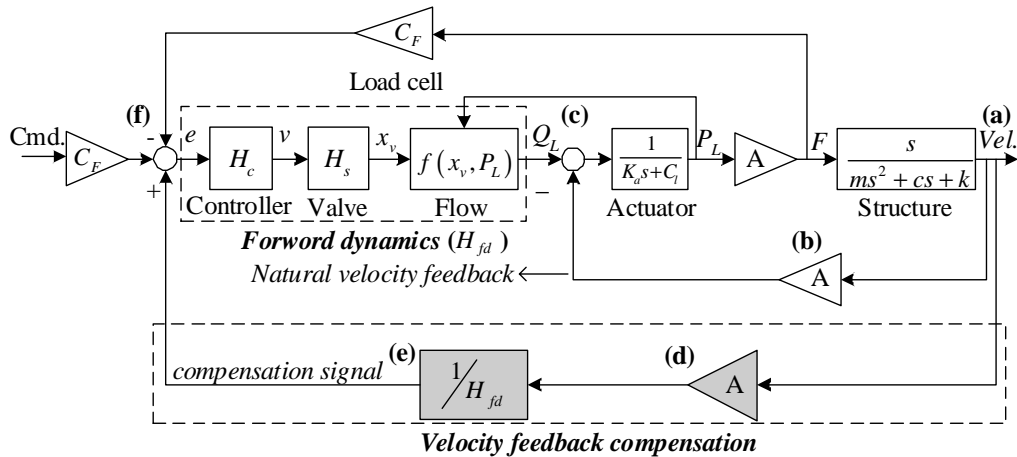 C_F
Load cell
(f)
(c)
(a)
Cmd.
C_F
-
e
H_c
v
H_s
x_v
f(x_v, P_L)
Q_L
1/(K_a s+C_l)
P_L
A
F
s/(ms^2 + cs + k)
Vel.
+
−
Controller
Valve
Flow
Actuator
Structure
Forword dynamics (H_fd)
(b)
Natural velocity feedback
A
(e)
(d)
compensation signal
1/H_fd
A
Velocity feedback compensation